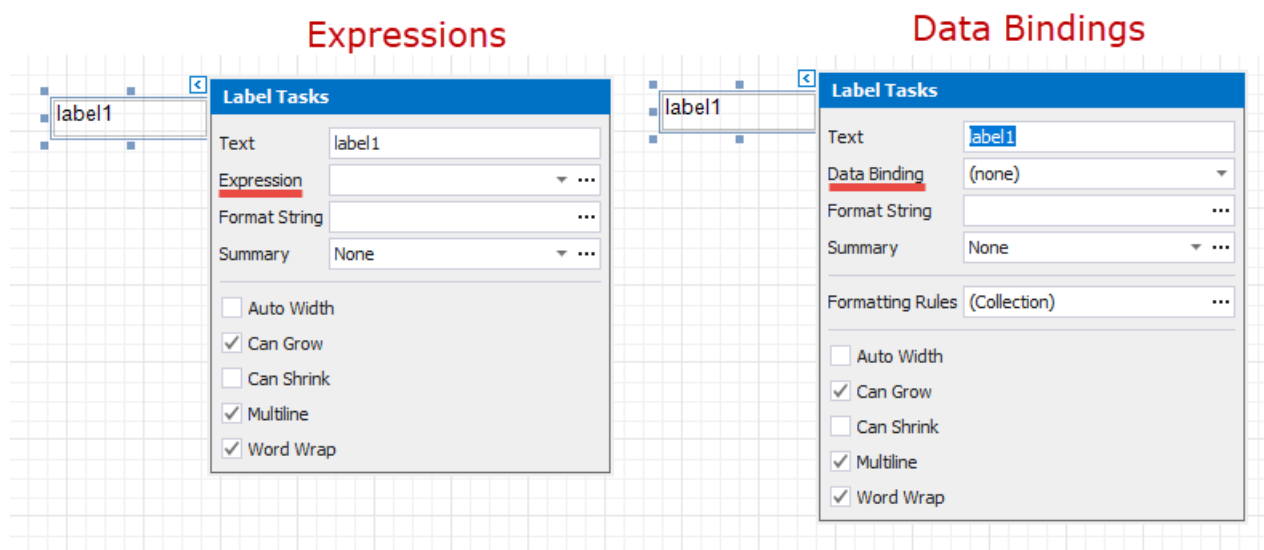 Expressions
label1
Label Tasks
Text label1
Expression
Format String
Summary None
Auto Width
Can Grow
Can Shrink
Multiline
Word Wrap
Data Bindings
label1
Label Tasks
Text label1
Data Binding (none)
Format String
Summary None
Formatting Rules (Collection)
Auto Width
Can Grow
Can Shrink
Multiline
Word Wrap